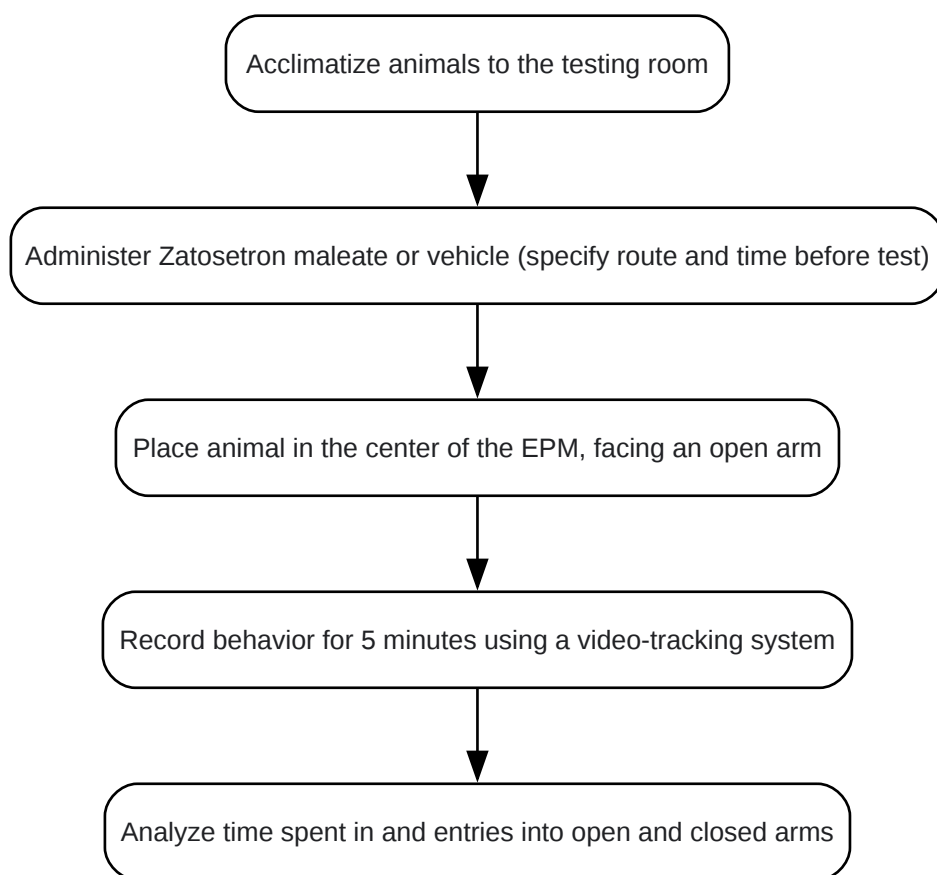 Acclimatize animals to the testing room
Administer Zatosetron maleate or vehicle (specify route and time before test)
Place animal in the center of the EPM, facing an open arm
Record behavior for 5 minutes using a video-tracking system
Analyze time spent in and entries into open and closed arms